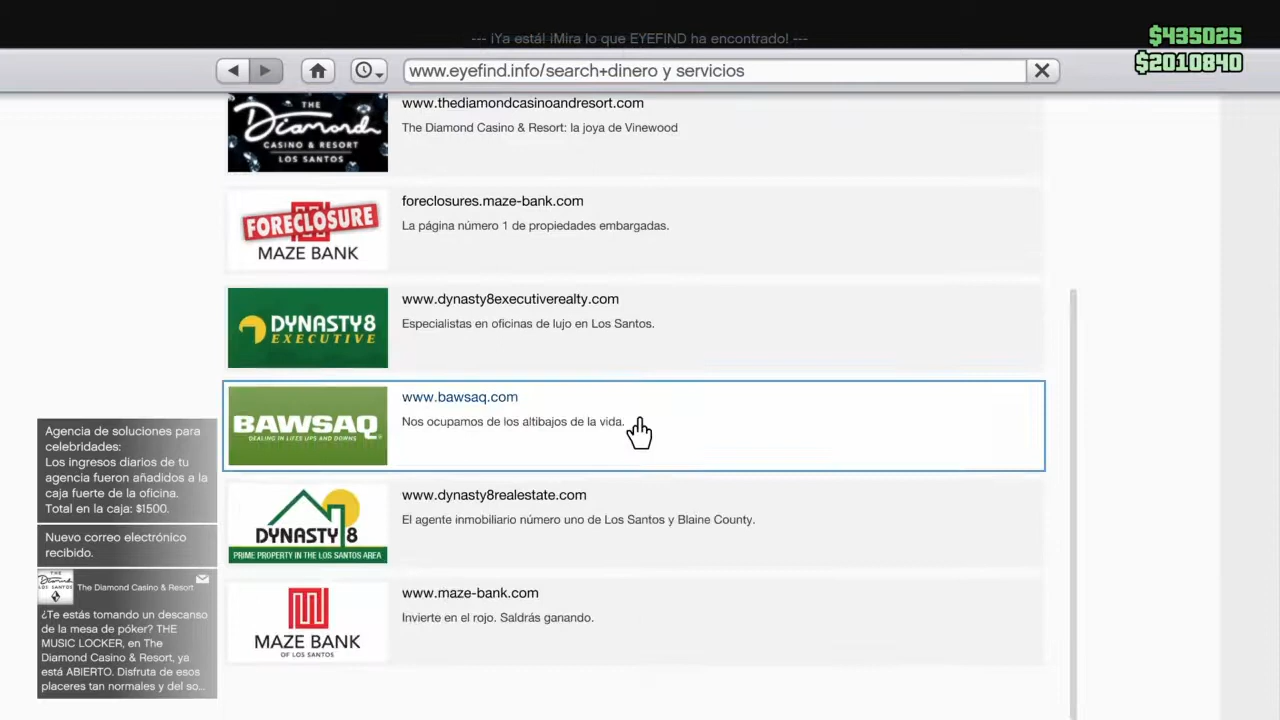 --- ¡Ya está! ¡Mira lo que EYEFIND ha encontrado! ---
$435025
$2010840
www.eyefind.info/search+dinero y servicios
THE
Diamond
CASINO & RESORT
LOS SANTOS
www.thediamondcasinoandresort.com
The Diamond Casino & Resort: la joya de Vinewood
FORECLOSURE
MAZE BANK
foreclosures.maze-bank.com
La página número 1 de propiedades embargadas.
DYNASTY8
EXECUTIVE
www.dynasty8executiverealty.com
Especialistas en oficinas de lujo en Los Santos.
BAWSAQ
DEALING IN LIFES UPS AND DOWNS
www.bawsaq.com
Nos ocupamos de los altibajos de la vida.
DYNASTY 8
PRIME PROPERTY IN THE LOS SANTOS AREA
www.dynasty8realestate.com
El agente inmobiliario número uno de Los Santos y Blaine County.
MAZE BANK
OF LOS SANTOS
www.maze-bank.com
Invierte en el rojo. Saldrás ganando.
Agencia de soluciones para
celebridades:
Los ingresos diarios de tu
agencia fueron añadidos a la
caja fuerte de la oficina.
Total en la caja: $1500.
Nuevo correo electrónico
recibido.
THE
Diamond
LOS SANTOS
The Diamond Casino & Resort
¿Te estás tomando un descanso
de la mesa de póker? THE
MUSIC LOCKER, en The
Diamond Casino & Resort, ya
está ABIERTO. Disfruta de esos
placeres tan normales y del so...